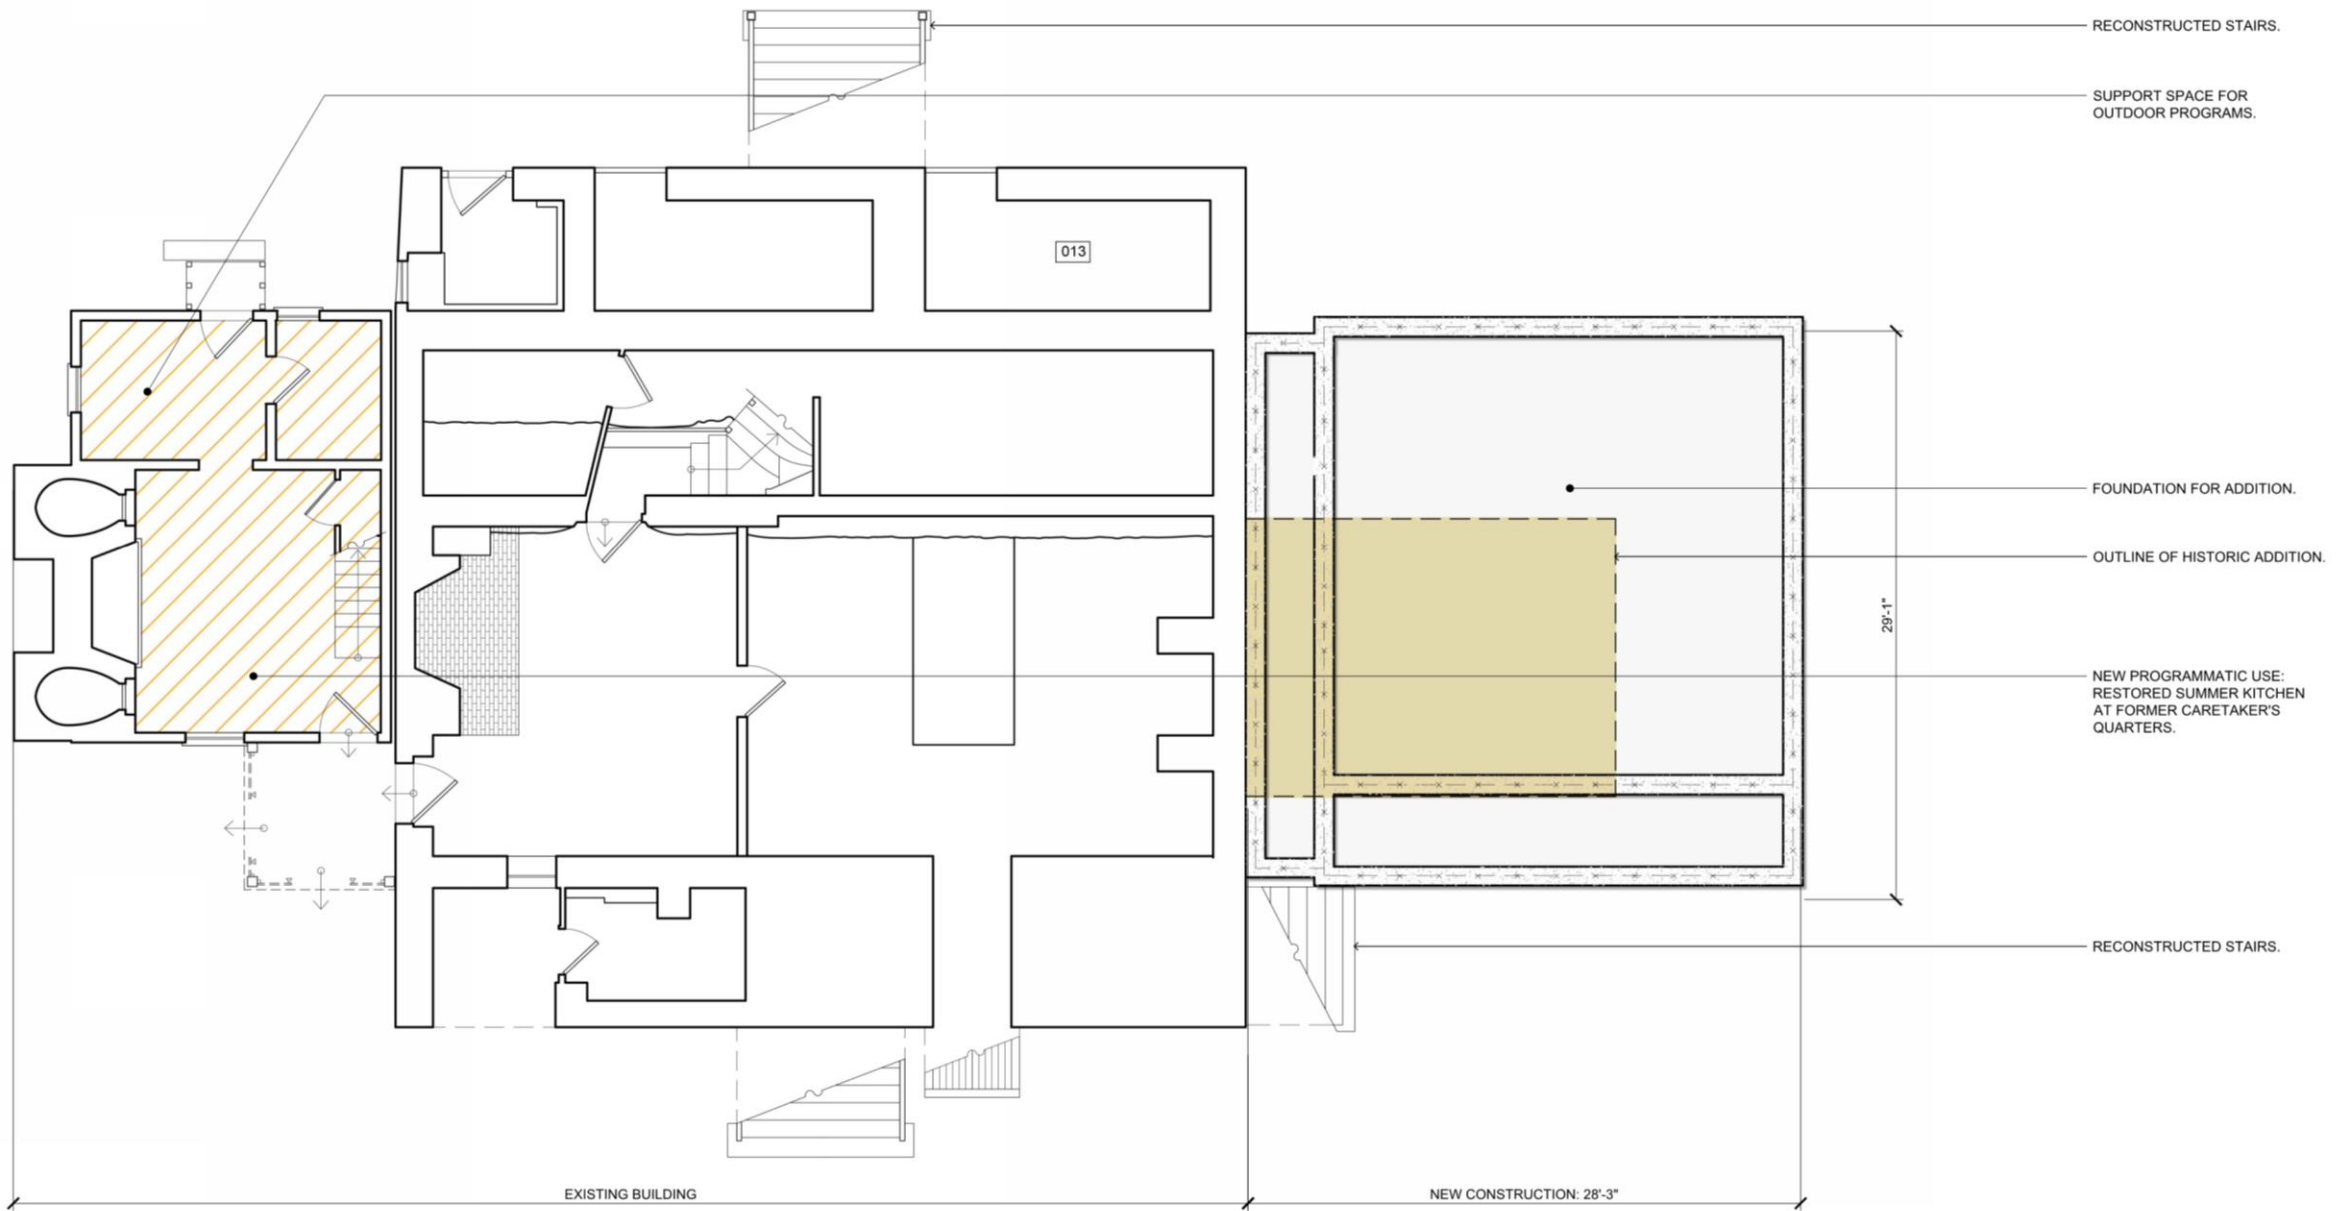 RECONSTRUCTED STAIRS.
SUPPORT SPACE FOR
OUTDOOR PROGRAMS.
013
FOUNDATION FOR ADDITION.
OUTLINE OF HISTORIC ADDITION.
29'-1"
NEW PROGRAMMATIC USE:
RESTORED SUMMER KITCHEN
AT FORMER CARETAKER'S
QUARTERS.
RECONSTRUCTED STAIRS.
EXISTING BUILDING
NEW CONSTRUCTION: 28'-3"